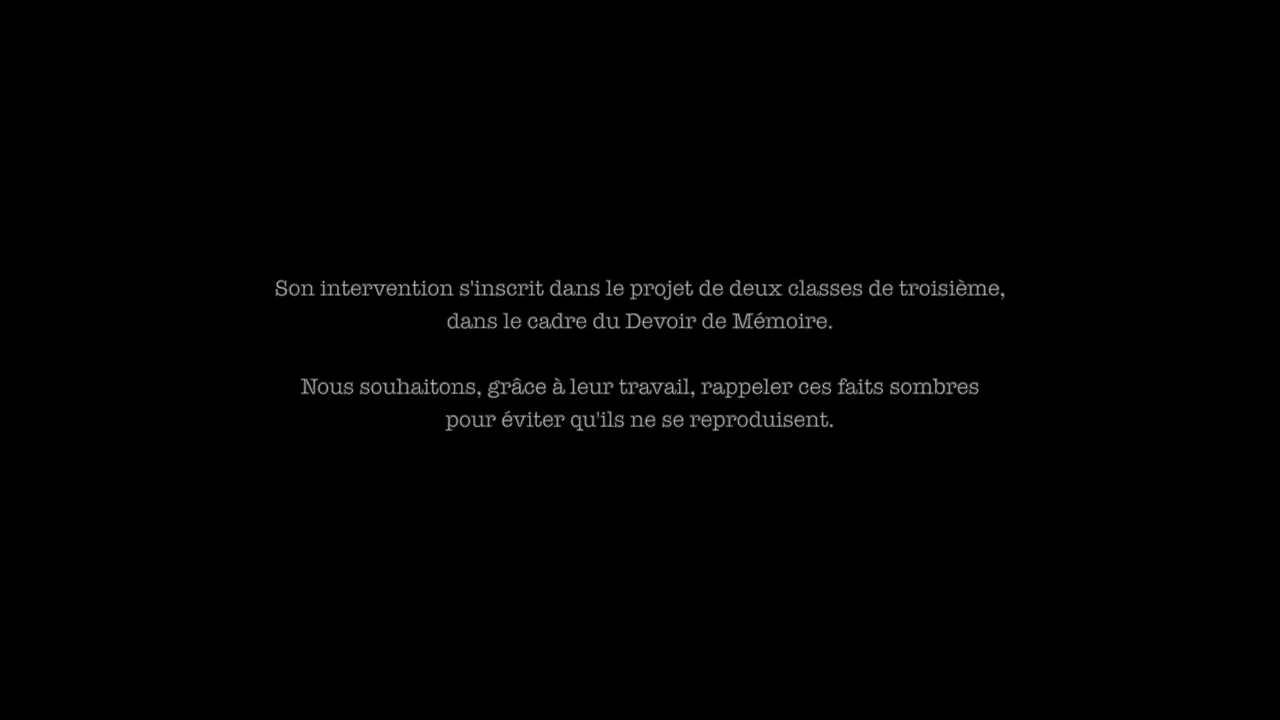 Son intervention s'inscrit dans le projet de deux classes de troisième,
dans le cadre du Devoir de Mémoire.
Nous souhaitons, grâce à leur travail, rappeler ces faits sombres
pour éviter qu'ils ne se reproduisent.